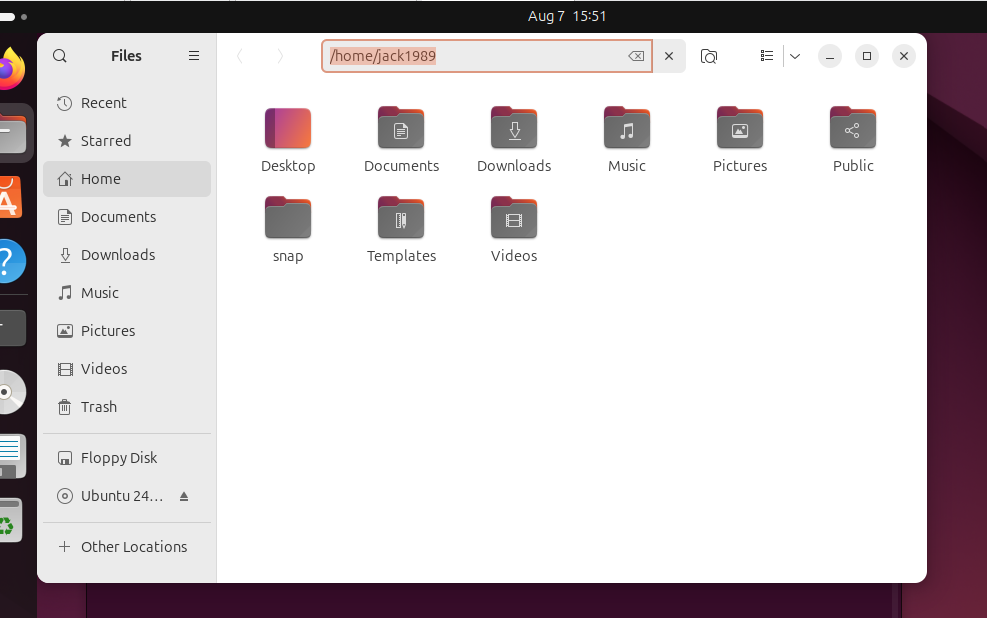 Aug 7 15:51
Files
/home/jack1989
Recent
Starred
Home
Documents
Downloads
Music
Pictures
Videos
Trash
Floppy Disk
Ubuntu 24…
Other Locations
Desktop
Documents
Downloads
Music
Pictures
Public
snap
Templates
Videos